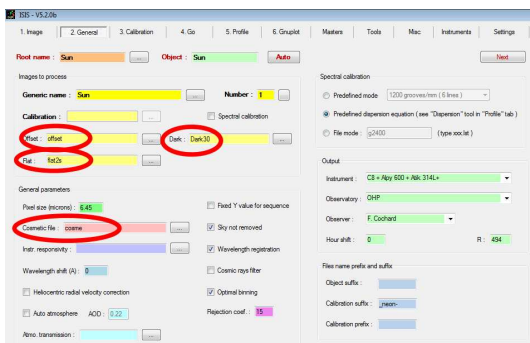 ISIS - V5.2.0b
1. Image 2. General 3. Calibration 4. Go 5. Profile 6. Gnuplot Masters Tools Misc Instruments Settings
Root name : Sun ... Object : Sun Auto Next
Images to process
Generic name : Sun Number : 1
Calibration : ... Spectral calibration
Offset : offset ... Dark : Dark30 ...
Flat : flat2s ...
General parameters
Pixel size (microns) : 6.45 Fixed Y value for sequence
Cosmetic file : cosme ... Sky not removed
Instr. responsivity : ... Wavelength registration
Wavelength shift (A) : 0 Cosmic rays filter
Heliocentric radial velocity correction Optimal binning
Auto atmosphere AOD : 0.22 Rejection coef. : 15
Atmo. transmission : ...
Spectral calibration
Predefined mode 1200 grooves/mm ( 6 lines )
Predefined dispersion equation ( see "Dispersion" tool in "Profile" tab )
File mode : g2400 (type xxx.lst )
Output
Instrument : C8 + Alpy 600 + Atik 314L+
Observatory : OHP
Observer : F. Cochard
Hour shift : 0 R : 494
Files name prefix and suffix
Object suffix :
Calibration suffix : _neon-
Calibration prefix :